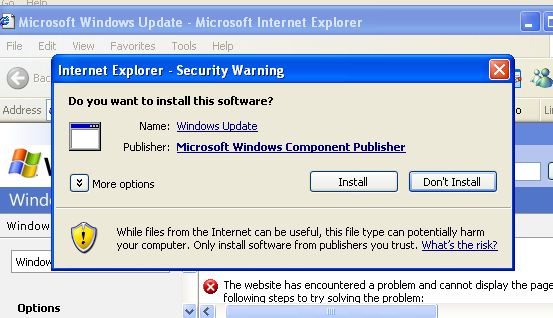 Microsoft Windows Update - Microsoft Internet Explorer
File Edit View Favorites Tools Help
Back
Address
Internet Explorer - Security Warning
Do you want to install this software?
Name: Windows Update
Publisher: Microsoft Windows Component Publisher
More options
Install
Don't Install
While files from the Internet can be useful, this file type can potentially harm
your computer. Only install software from publishers you trust. What's the risk?
W
Wind
Window
Window
Options
The website has encountered a problem and cannot display the page
following steps to try solving the problem: